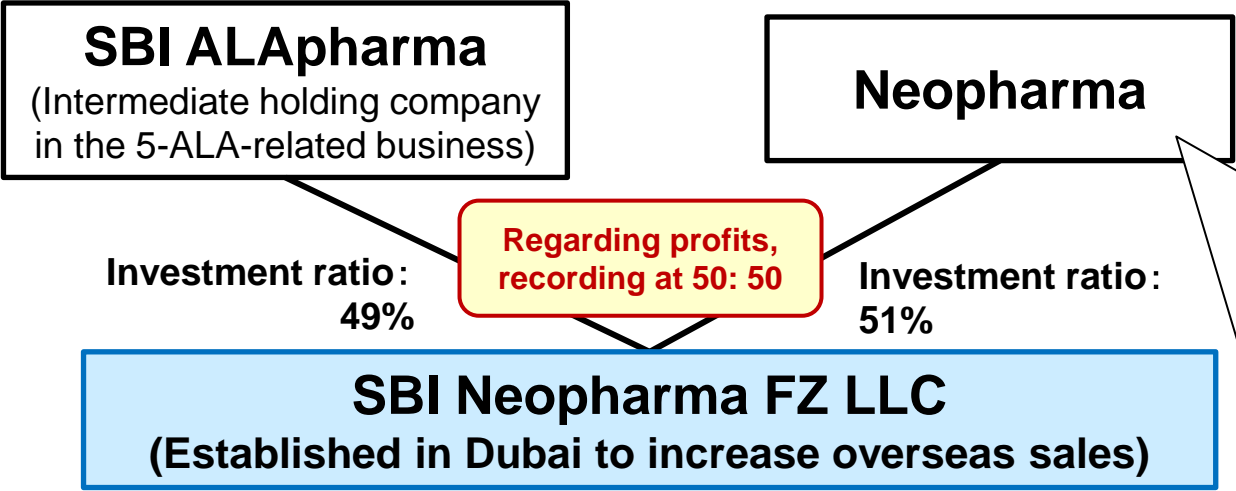 SBI ALApharma
(Intermediate holding company
in the 5-ALA-related business)
Neopharma
Regarding profits,
recording at 50: 50
Investment ratio：
49%
Investment ratio：
51%
SBI Neopharma FZ LLC
(Established in Dubai to increase overseas sales)